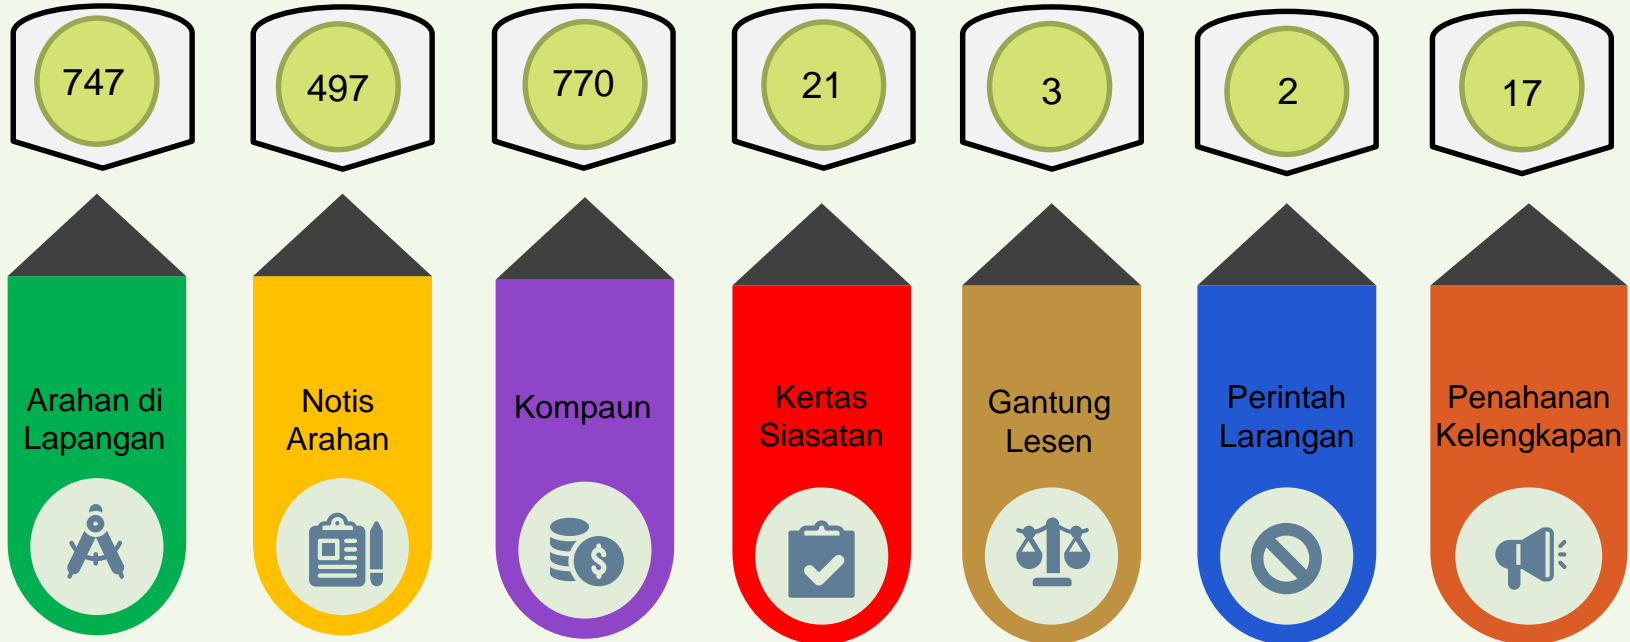 747
497
770
21
3
2
17
Arahan di
Lapangan
Notis
Arahan
Kompaun
Kertas
Siasatan
Gantung
Lesen
Perintah
Larangan
Penahanan
Kelengkapan
$